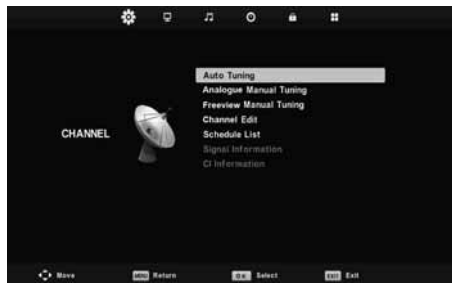 Auto Tuning
Analogue Manual Tuning
Freeview Manual Tuning
Channel Edit
Schedule List
Signal Information
CI Information
CHANNEL
Move
MENU Return
OK Select
EXIT Exit